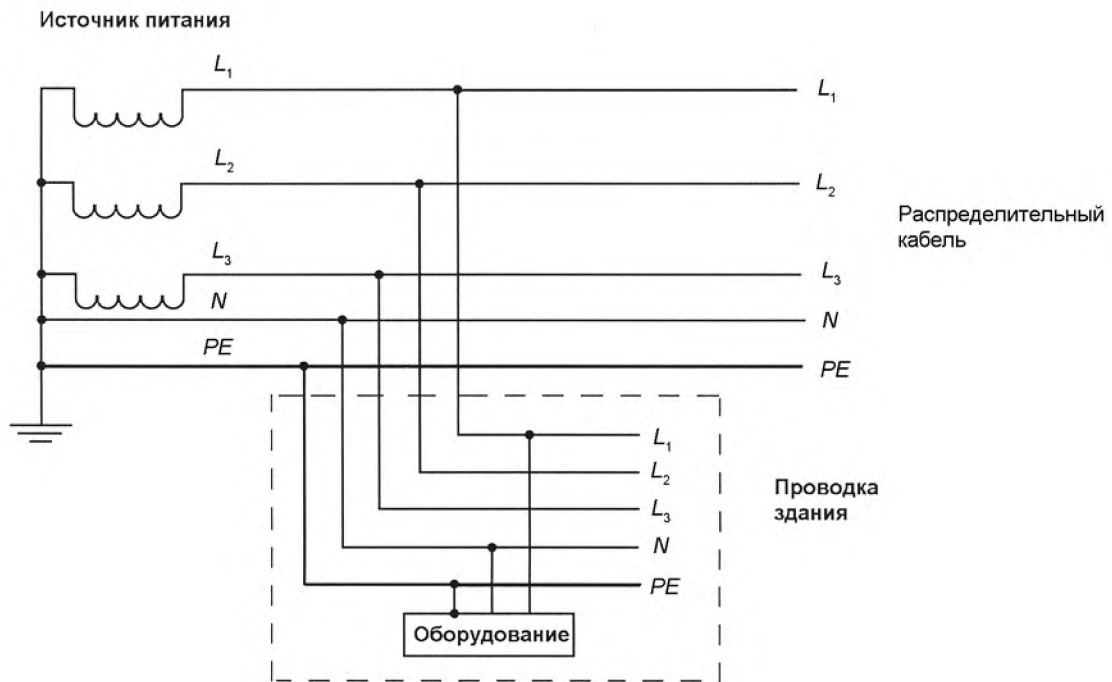 Источник питания
L₁
L₁
L₂
L₂
Распределительный
кабель
L₃
L₃
N
N
PE
PE
L₁
L₂
Проводка
здания
L₃
N
PE
Оборудование